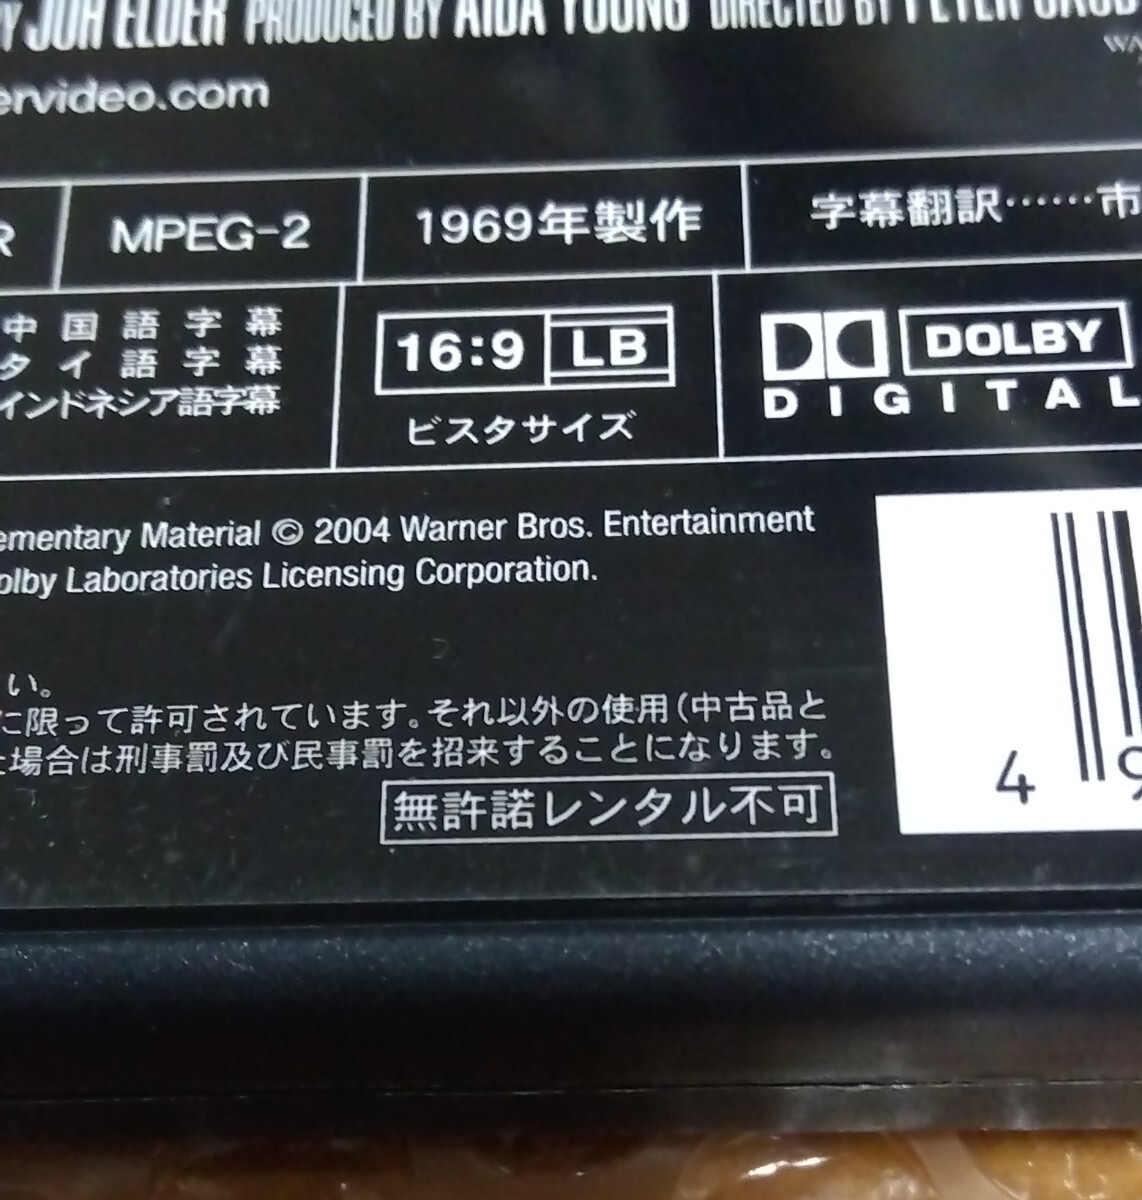 PRODUCED BY AIDA YOUNG DIRECTED BY PETER
ervideo.com
R MPEG-2 1969年製作 字幕翻訳……市
中国語字幕
タイ語字幕
インドネシア語字幕
16:9 LB
ビスタサイズ
DOLBY
DIGITAL
ementary Material © 2004 Warner Bros. Entertainment
olby Laboratories Licensing Corporation.
い。
に限って許可されています。それ以外の使用(中古品と
た場合は刑事罰及び民事罰を招来することになります。
無許諾レンタル不可
4 9